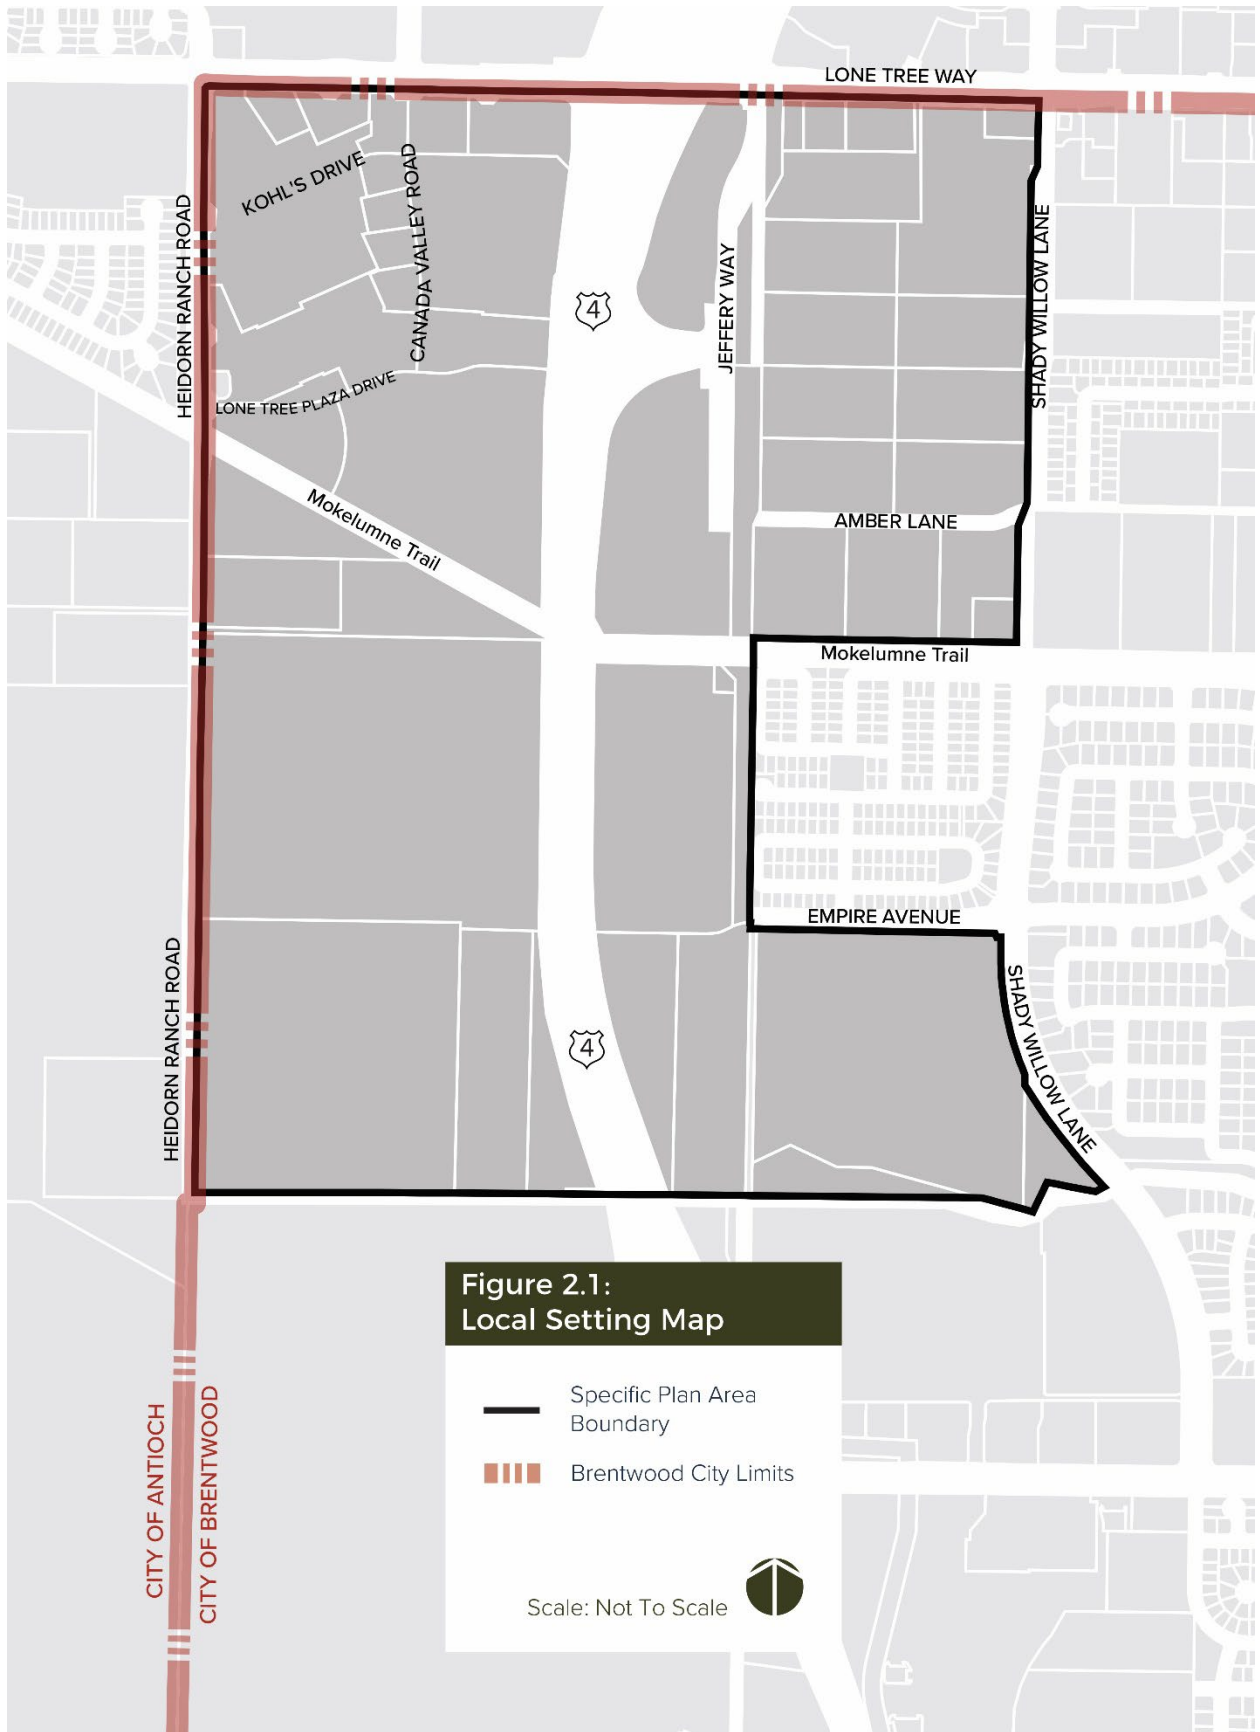 LONE TREE WAY
KOHL'S DRIVE
CANADA VALLEY ROAD
HEIDORN RANCH ROAD
SHADY WILLOW LANE
JEFFERY WAY
4
LONE TREE PLAZA DRIVE
Mokelumne Trail
AMBER LANE
Mokelumne Trail
EMPIRE AVENUE
HEIDORN RANCH ROAD
SHADY WILLOW LANE
4
Figure 2.1:
Local Setting Map
Specific Plan Area
Boundary
Brentwood City Limits
Scale: Not To Scale
CITY OF ANTIOCH
CITY OF BRENTWOOD